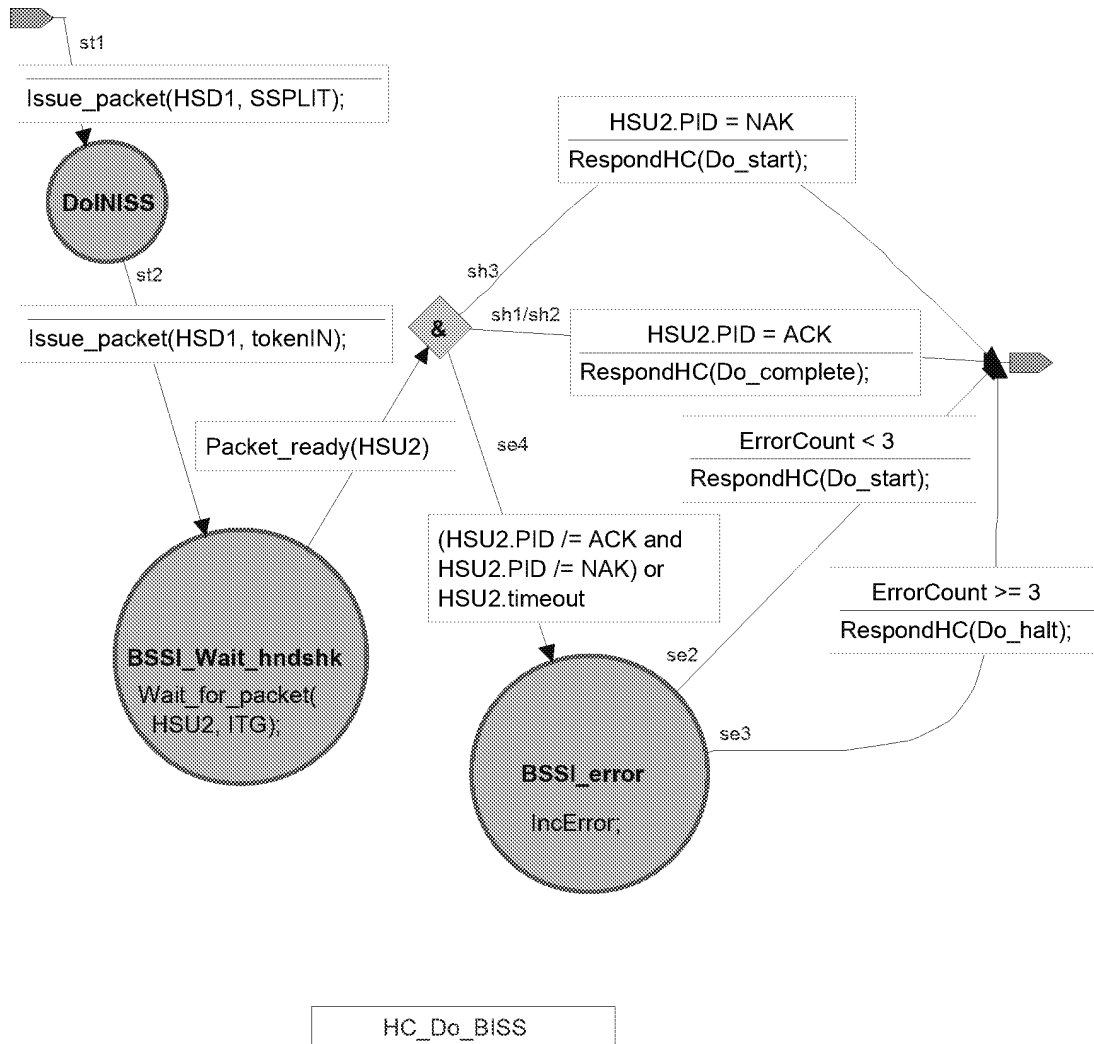 st1
Issue_packet(HSD1, SSPLIT);
DoINISS
st2
Issue_packet(HSD1, tokenIN);
HSU2.PID = NAK
RespondHC(Do_start);
sh3
sh1/sh2
&
HSU2.PID = ACK
RespondHC(Do_complete);
Packet_ready(HSU2)
se4
ErrorCount < 3
RespondHC(Do_start);
(HSU2.PID /= ACK and
HSU2.PID /= NAK) or
HSU2.timeout
ErrorCount >= 3
RespondHC(Do_halt);
BSSI_Wait_hndshk
Wait_for_packet(
HSU2, ITG);
se2
se3
BSSI_error
IncError;
HC_Do_BISS